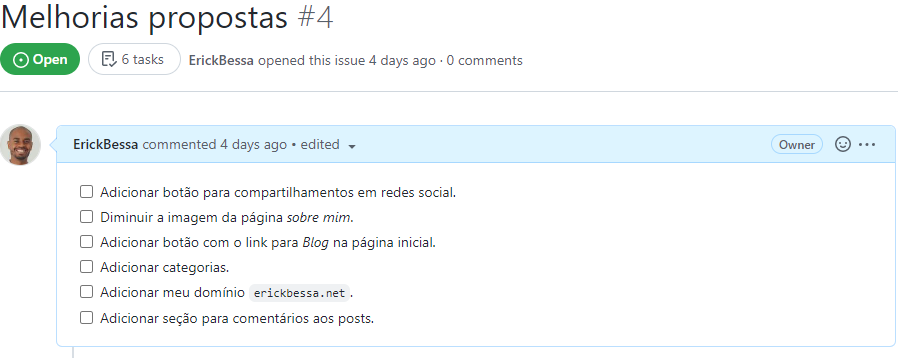 Melhorias propostas #4
Open 6 tasks ErickBessa opened this issue 4 days ago · 0 comments
ErickBessa commented 4 days ago • edited Owner
Adicionar botão para compartilhamentos em redes social.
Diminuir a imagem da página sobre mim.
Adicionar botão com o link para Blog na página inicial.
Adicionar categorias.
Adicionar meu domínio erickbessa.net.
Adicionar seção para comentários aos posts.